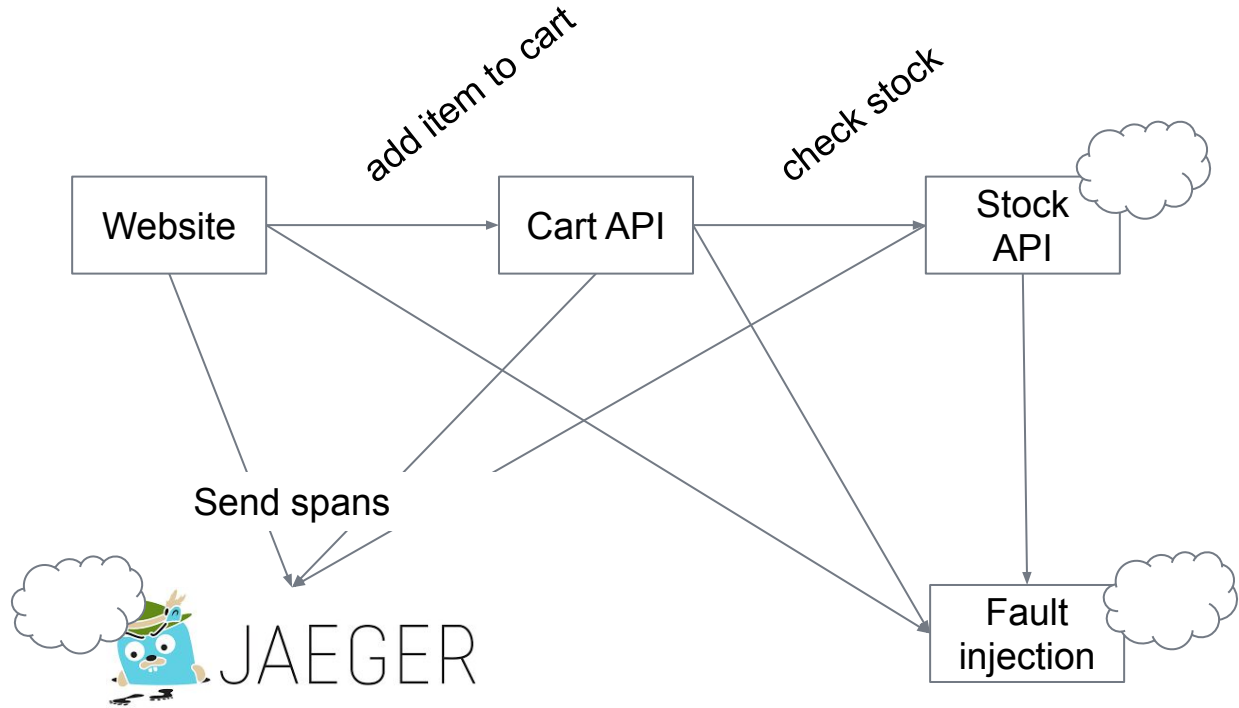 add item to cart
check stock
Website
Cart API
Stock
API
Send spans
JAEGER
Fault
injection